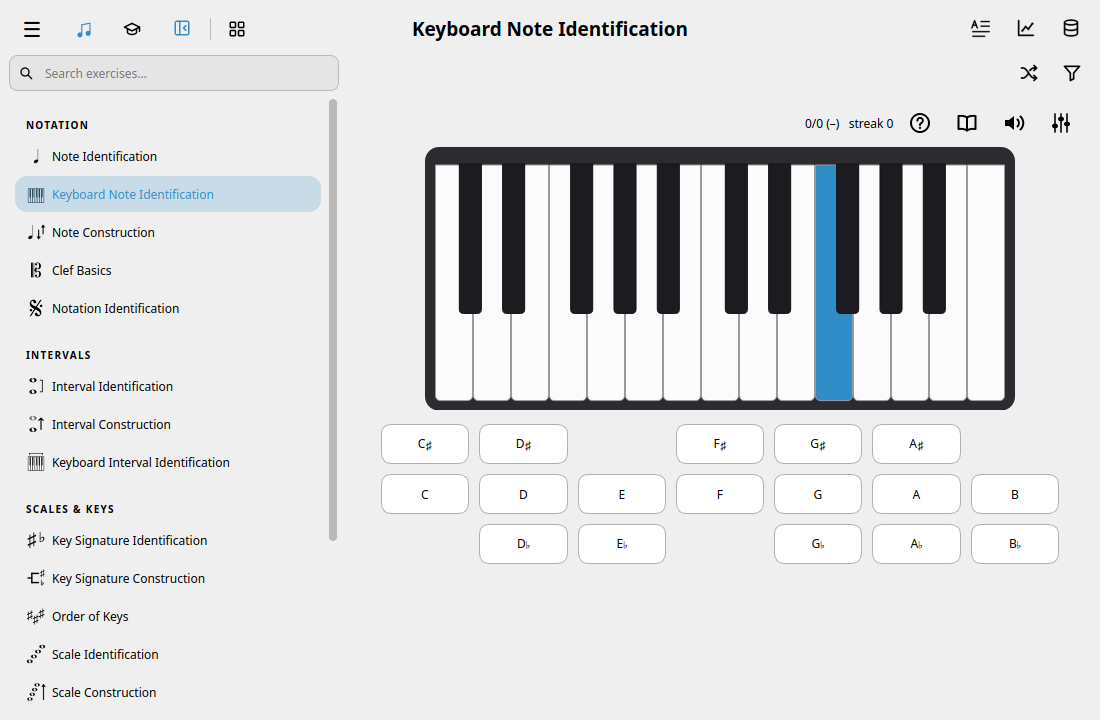 Keyboard Note Identification
Search exercises...
0/0 (–) streak 0
NOTATION
Note Identification
Keyboard Note Identification
Note Construction
Clef Basics
Notation Identification
INTERVALS
Interval Identification
Interval Construction
Keyboard Interval Identification
SCALES & KEYS
Key Signature Identification
Key Signature Construction
Order of Keys
Scale Identification
Scale Construction
C♯ D♯ F♯ G♯ A♯
C D E F G A B
D♭ E♭ G♭ A♭ B♭